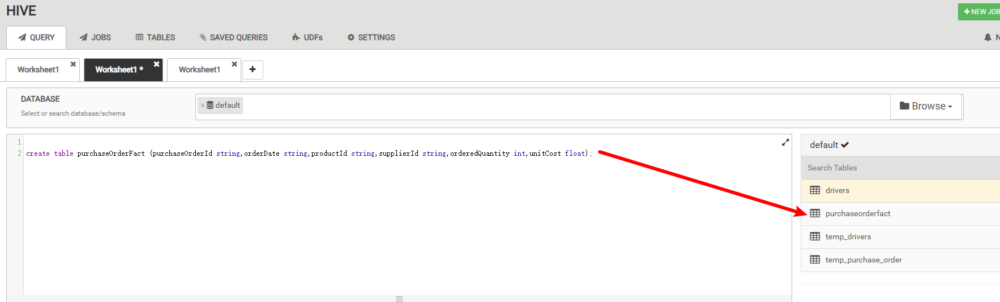 HIVE
NEW JOB
QUERY JOBS TABLES SAVED QUERIES UDFs SETTINGS N
Worksheet1 Worksheet1 * Worksheet1
DATABASE
Select or search database/schema
× default
Browse
1
2 create table purchaseOrderFact (purchaseOrderId string,orderDate string,productId string,supplierId string,orderedQuantity int,unitCost float);
default
Search Tables
drivers
purchaseorderfact
temp_drivers
temp_purchase_order